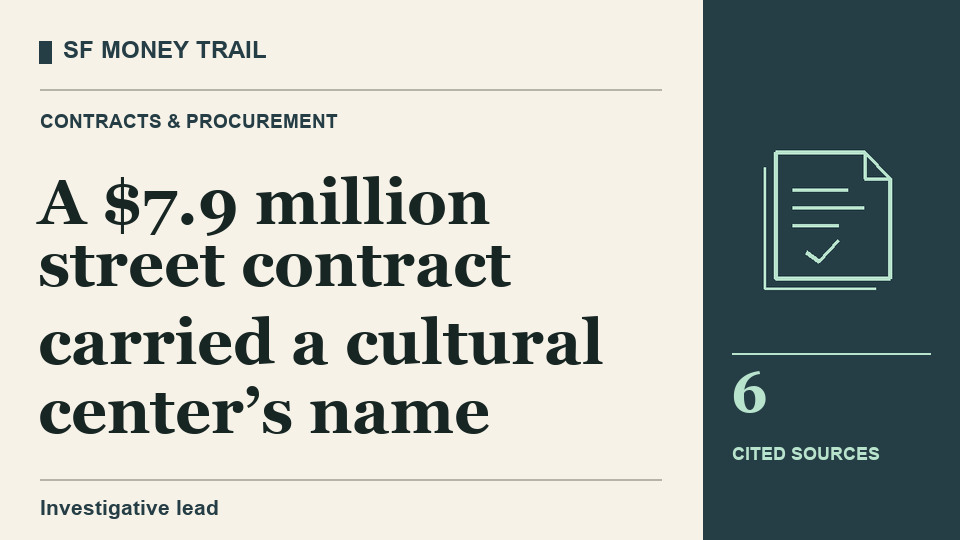 SF MONEY TRAIL
CONTRACTS & PROCUREMENT
A $7.9 million
street contract
carried a cultural
center’s name
Investigative lead
6
CITED SOURCES